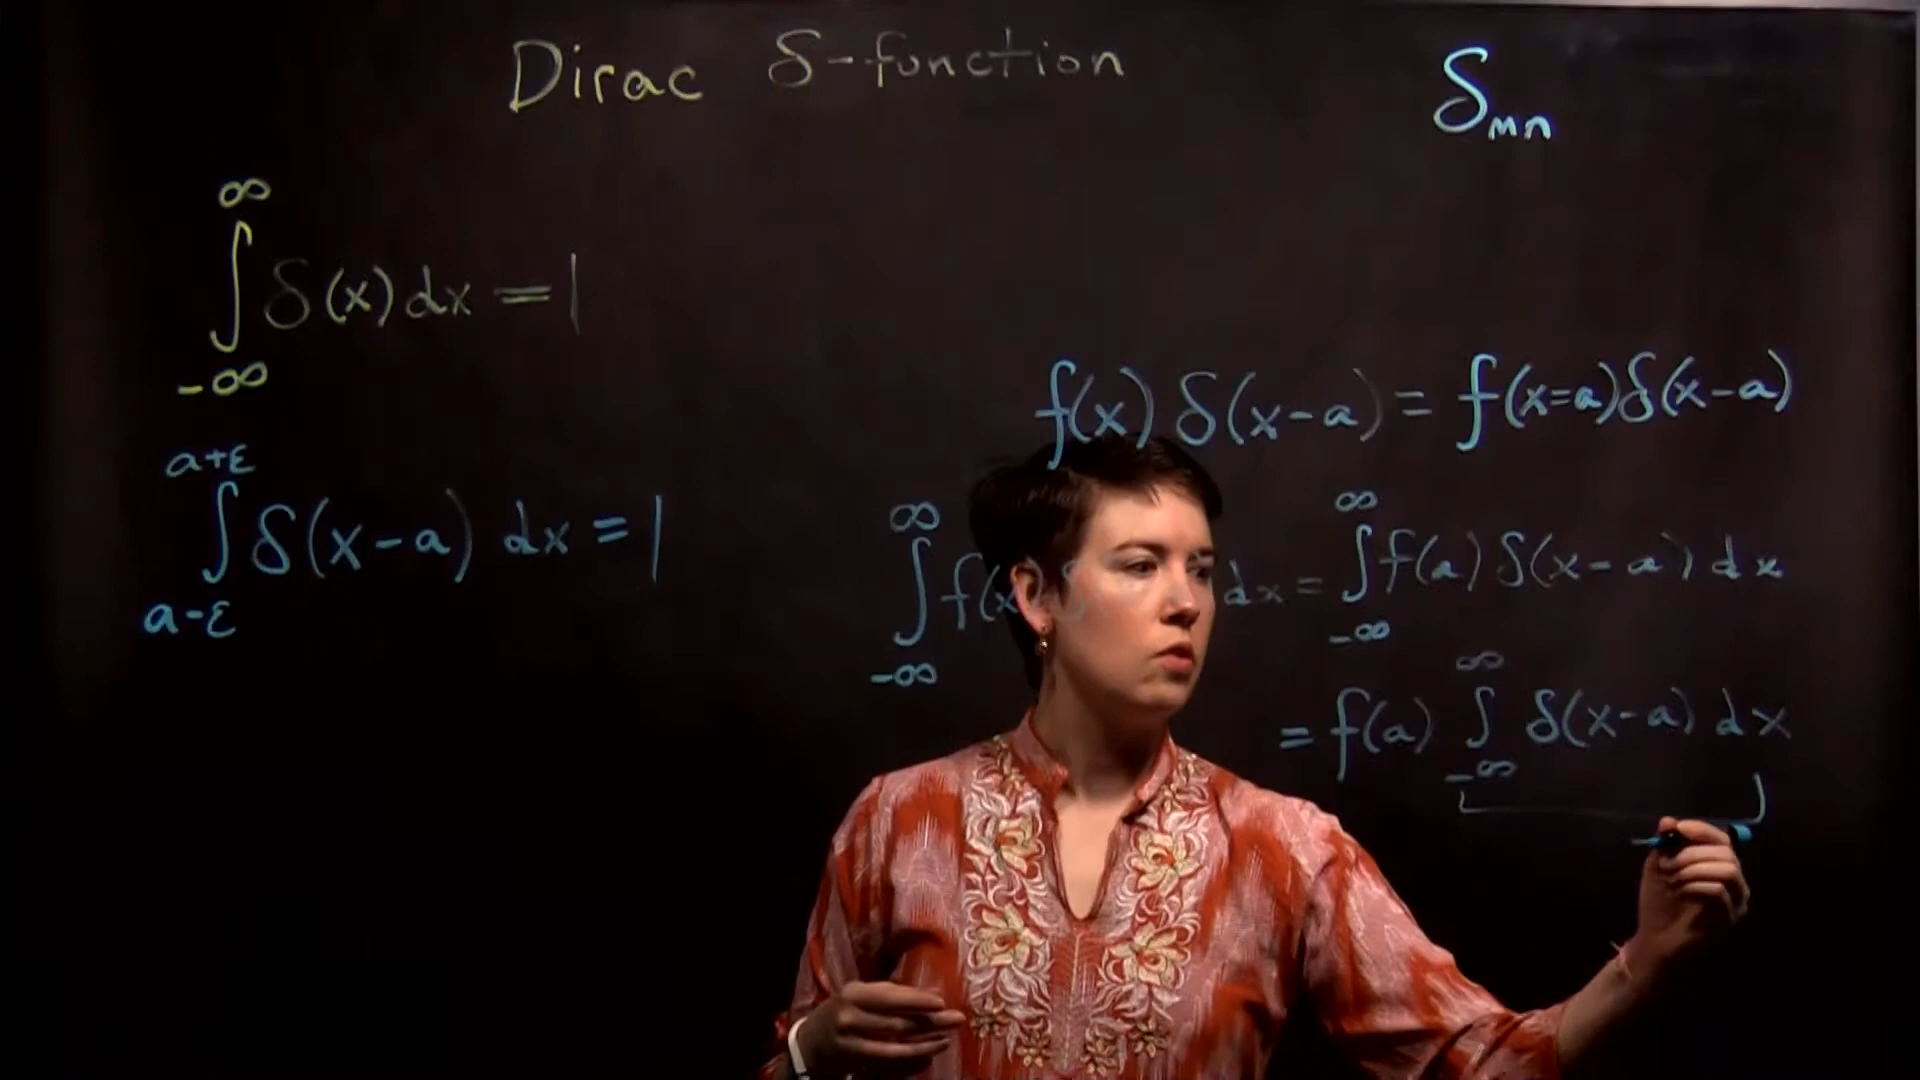 Dirac δ-function
δmn
∞
∫ δ(x) dx = 1
-∞
f(x) δ(x-a) = f(x=a)δ(x-a)
a+ε
∫ δ(x-a) dx = 1
a-ε
∞
∫ f(x dx =
-∞
∞
∫ f(a) δ(x-a) dx
-∞
∞
= f(a) ∫ δ(x-a) dx
-∞